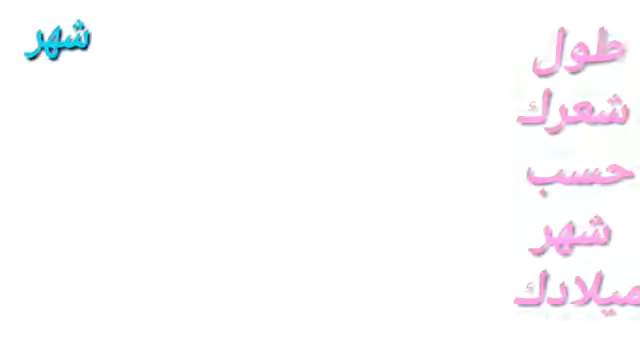 شهر
طول
شعرك
حسب
شهر
ميلادك